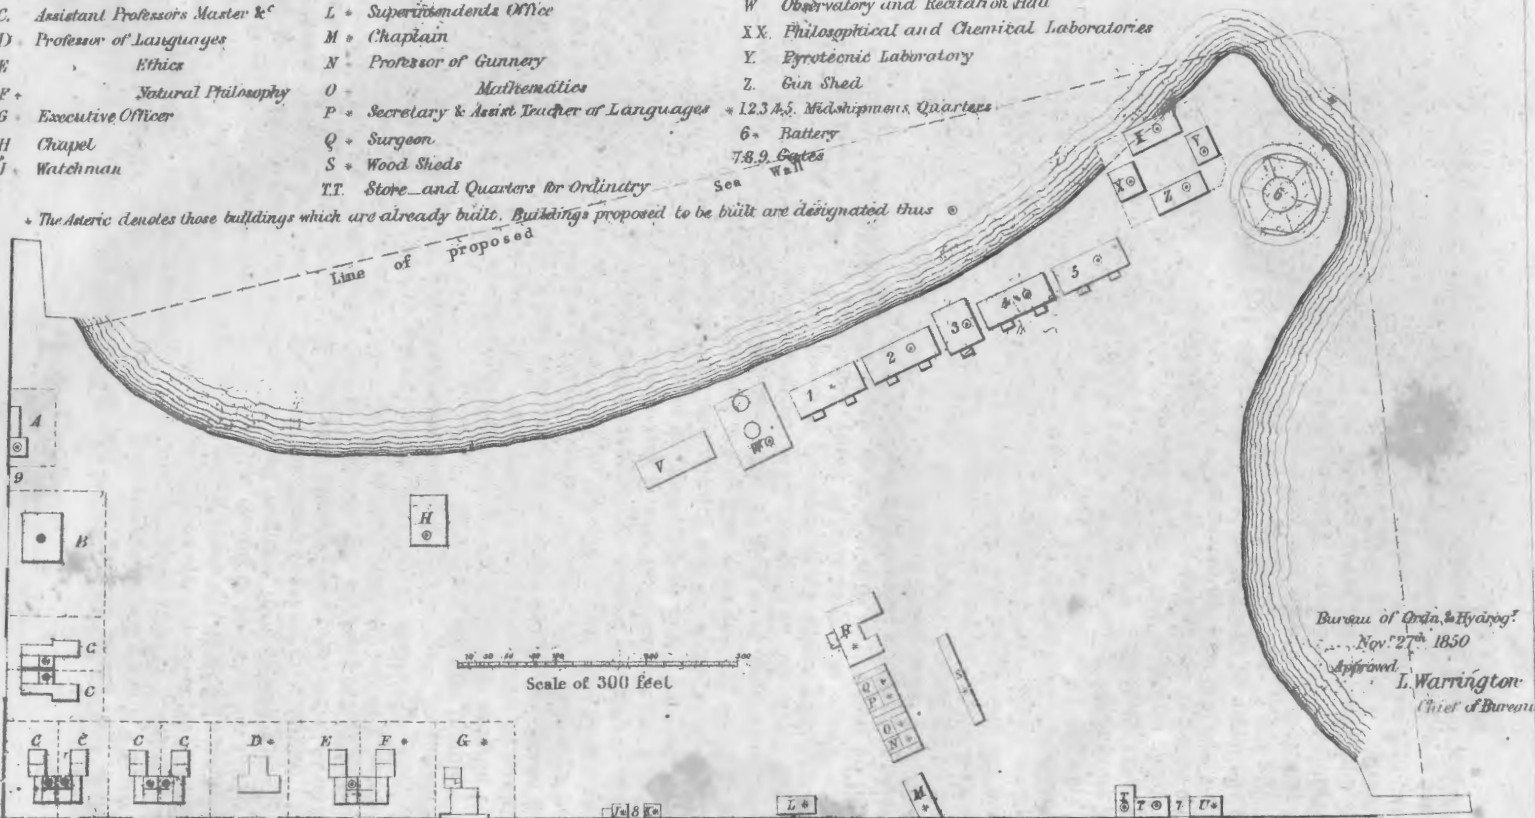 C. Assistant Professors Master &c
D Professor of Languages
E " Ethics
F * Natural Philosophy
G Executive Officer
H Chapel
J * Watchman
L * Superintendents Office
M * Chaplain
N * Professor of Gunnery
O * Mathematics
P * Secretary & Assist Teacher of Languages
Q * Surgeon
S * Wood Sheds
T.T. Store and Quarters for Ordinary
W Observatory and Recitation Hall
XX. Philosophical and Chemical Laboratories
Y. Pyrotecnic Laboratory
Z. Gun Shed
* 1.2.3.4.5. Midshipmens Quarters
6 * Battery
7.8.9. Gates
* The Asteric denotes those buildings which are already built. Buildings proposed to be built are designated thus ⊙
Line of proposed Sea Wall
X
Y
X
Z
6
5
4 *
3
2
1 *
W
V
A
9
B
H
C
C
R *
Q *
P *
O *
N *
S *
Scale of 300 feet
Bureau of Ordn. & Hydrogy.
Novr 27th 1850
Approved
L. Warrington
Chief of Bureau
C C C C D * E F * G *
J * 8
L *
M *
T T 7 U *